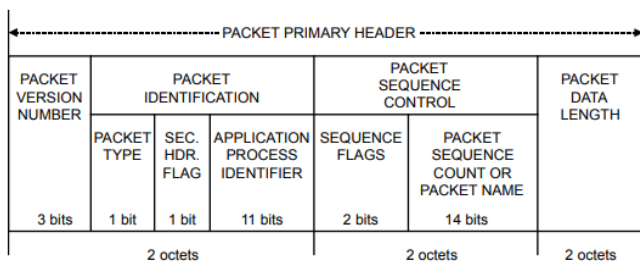 PACKET PRIMARY HEADER
PACKET
VERSION
NUMBER
PACKET
IDENTIFICATION
PACKET
SEQUENCE
CONTROL
PACKET
DATA
LENGTH
PACKET
TYPE
SEC.
HDR.
FLAG
APPLICATION
PROCESS
IDENTIFIER
SEQUENCE
FLAGS
PACKET
SEQUENCE
COUNT OR
PACKET NAME
3 bits
1 bit
1 bit
11 bits
2 bits
14 bits
2 octets
2 octets
2 octets